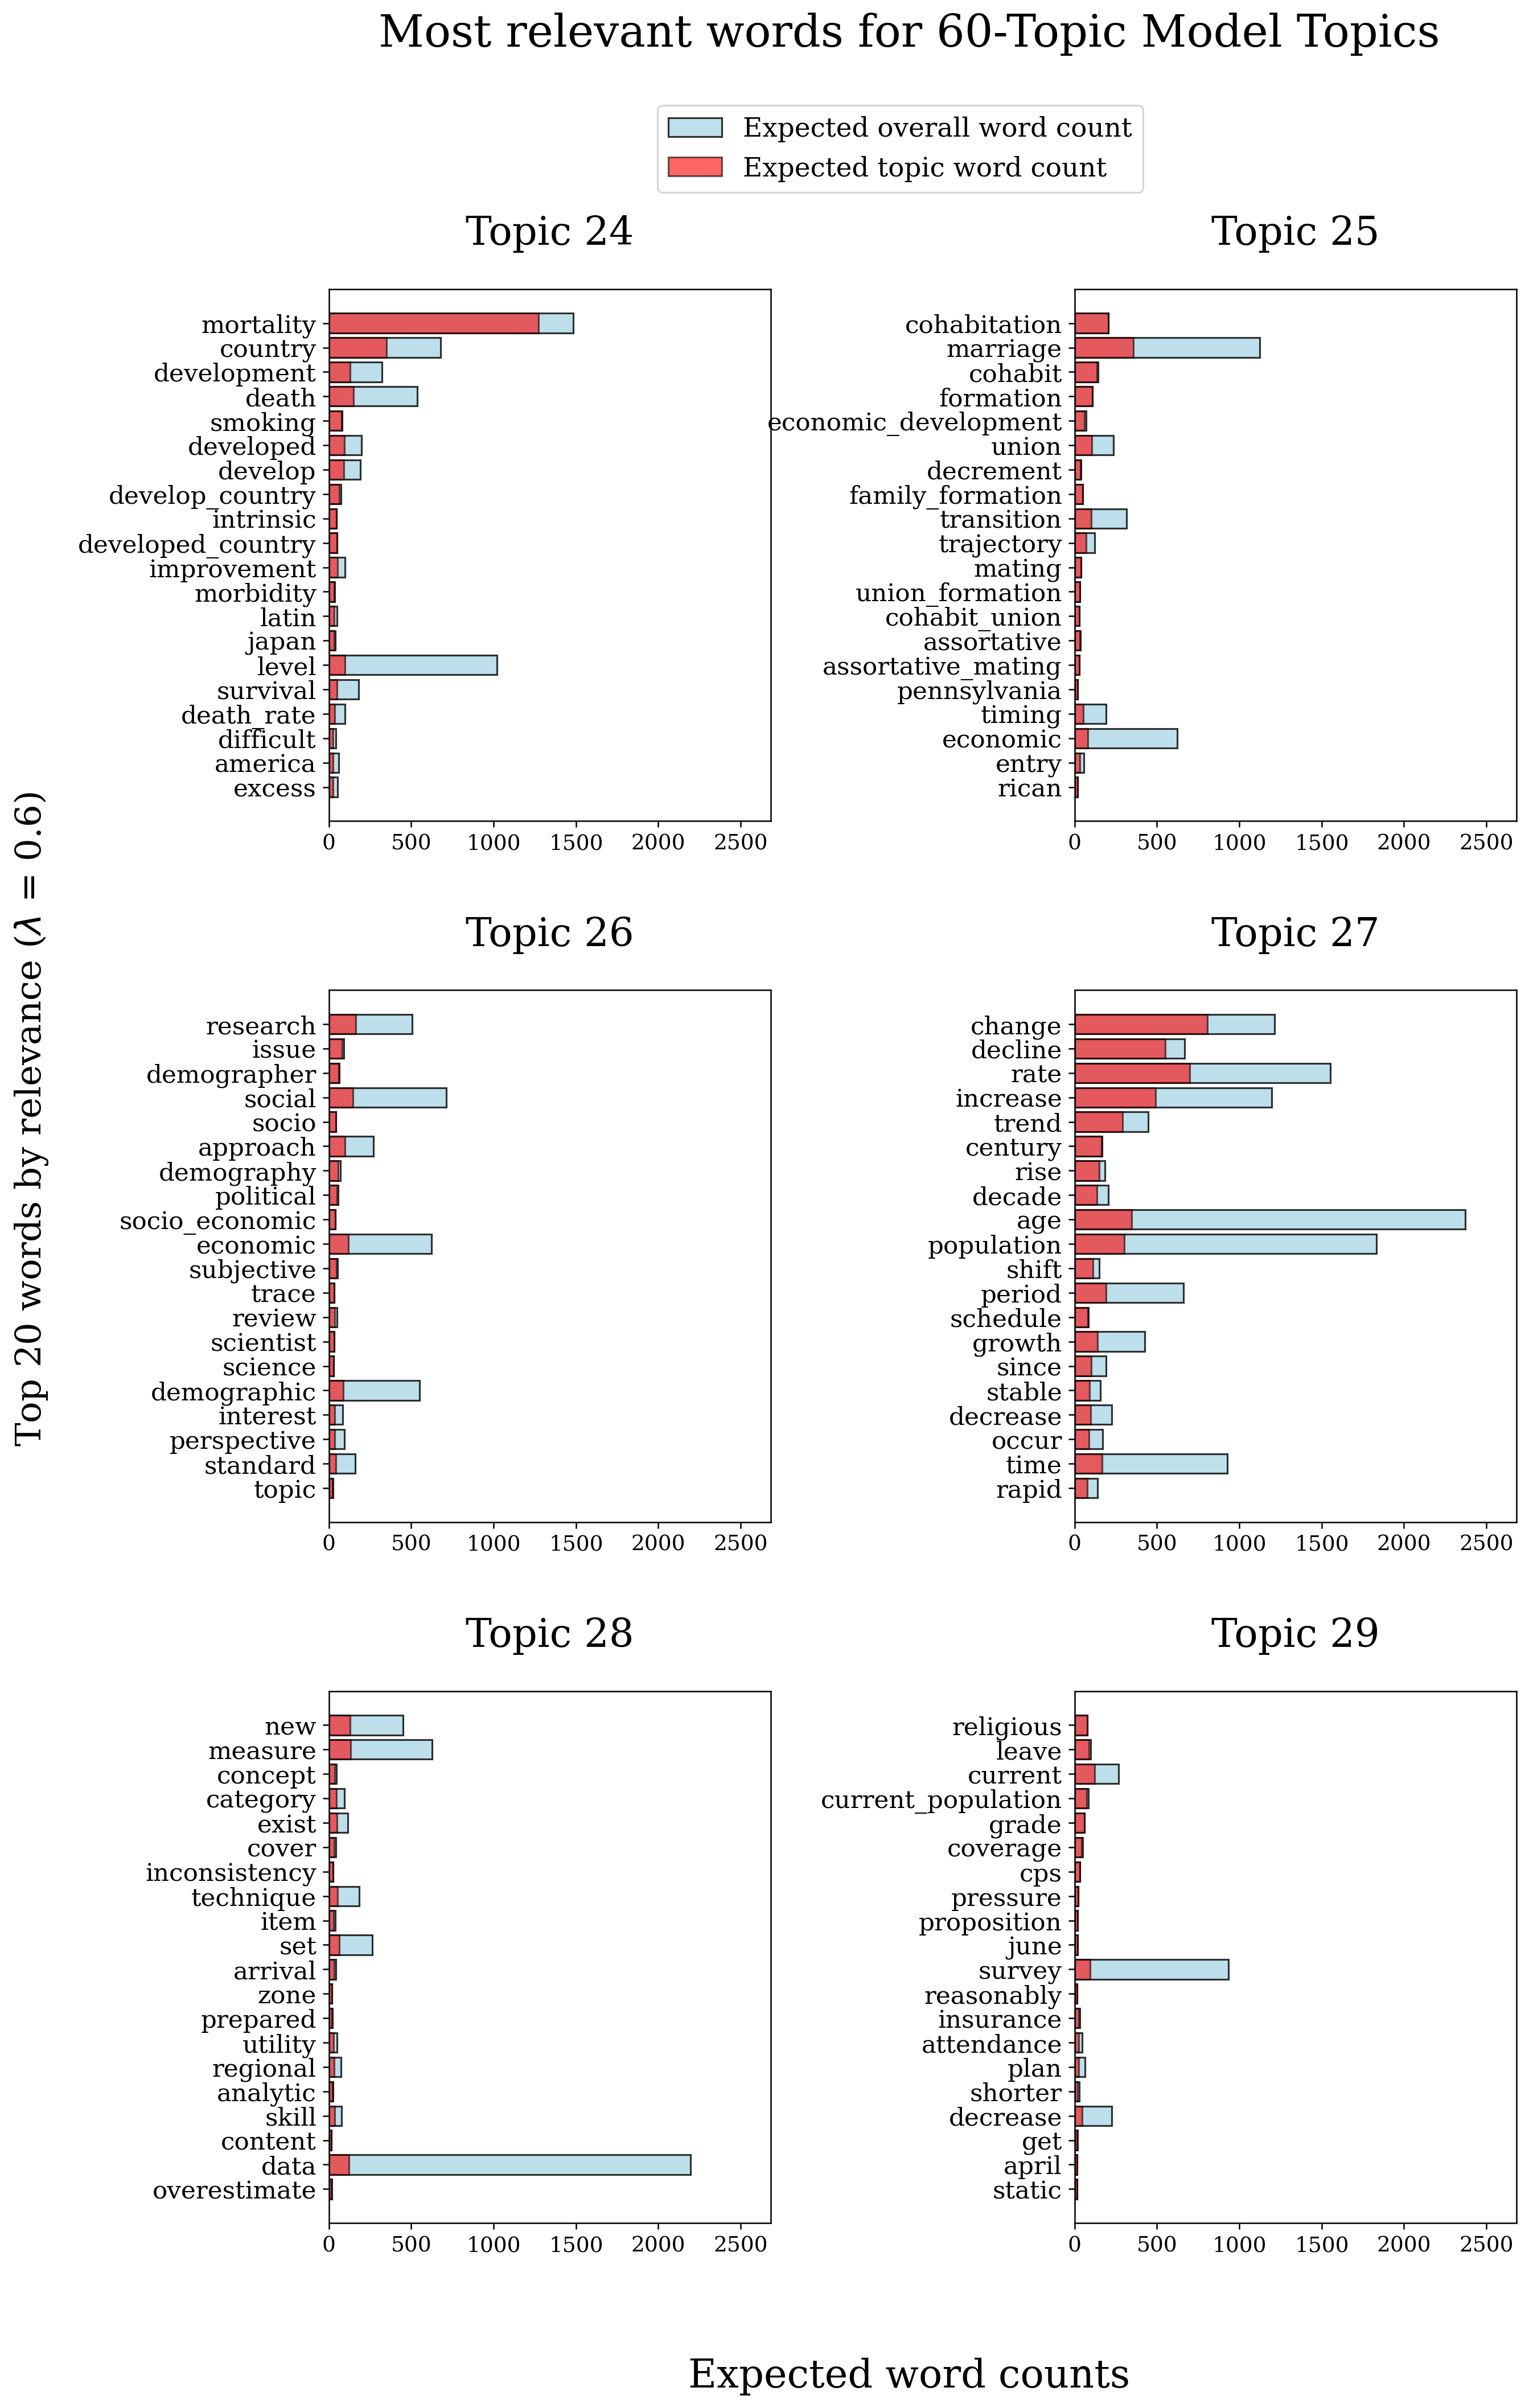 Most relevant words for 60-Topic Model Topics
Expected overall word count
Expected topic word count
Top 20 words by relevance (λ = 0.6)
Topic 24
mortality
country
development
death
smoking
developed
develop
develop_country
intrinsic
developed_country
improvement
morbidity
latin
japan
level
survival
death_rate
difficult
america
excess
0 500 1000 1500 2000 2500
Topic 25
cohabitation
marriage
cohabit
formation
economic_development
union
decrement
family_formation
transition
trajectory
mating
union_formation
cohabit_union
assortative
assortative_mating
pennsylvania
timing
economic
entry
rican
0 500 1000 1500 2000 2500
Topic 26
research
issue
demographer
social
socio
approach
demography
political
socio_economic
economic
subjective
trace
review
scientist
science
demographic
interest
perspective
standard
topic
0 500 1000 1500 2000 2500
Topic 27
change
decline
rate
increase
trend
century
rise
decade
age
population
shift
period
schedule
growth
since
stable
decrease
occur
time
rapid
0 500 1000 1500 2000 2500
Topic 28
new
measure
concept
category
exist
cover
inconsistency
technique
item
set
arrival
zone
prepared
utility
regional
analytic
skill
content
data
overestimate
0 500 1000 1500 2000 2500
Topic 29
religious
leave
current
current_population
grade
coverage
cps
pressure
proposition
june
survey
reasonably
insurance
attendance
plan
shorter
decrease
get
april
static
0 500 1000 1500 2000 2500
Expected word counts